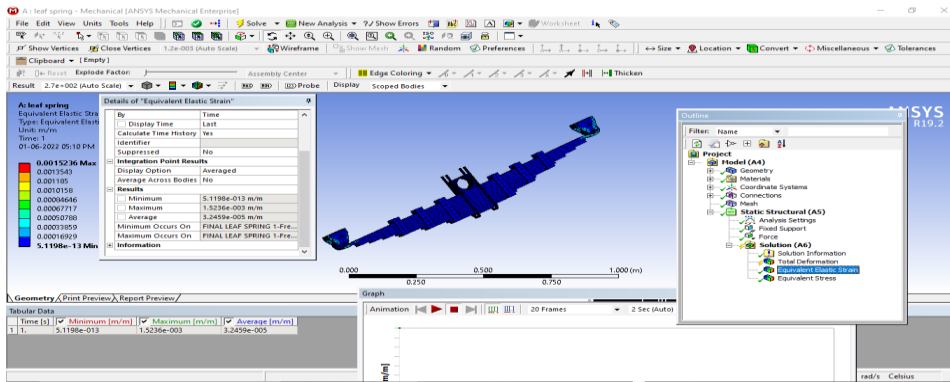 A : leaf spring - Mechanical [ANSYS Mechanical Enterprise]
File Edit View Units Tools Help Solve New Analysis ?/ Show Errors Worksheet
Show Vertices Close Vertices 1.2e-003 (Auto Scale) Wireframe Show Mesh Random Preferences Size Location Convert Miscellaneous Tolerances
Clipboard [ Empty ]
Reset Explode Factor: Assembly Center Edge Coloring Thicken
Result 2.7e+002 (Auto Scale) Probe Display Scoped Bodies
A: leaf spring
Equivalent Elastic Stra
Type: Equivalent Elasti
Unit: m/m
Time: 1
01-06-2022 05:10 PM
0.0015236 Max
0.0013543
0.001185
0.0010158
0.0008464
0.00067717
0.00050788
0.00033859
0.00016929
5.1198e-13 Min
Details of "Equivalent Elastic Strain"
By Time
Display Time Last
Calculate Time History Yes
Identifier
Suppressed No
Integration Point Results
Display Option Averaged
Average Across Bodies No
Results
Minimum 5.1198e-013 m/m
Maximum 1.5236e-003 m/m
Average 3.2459e-005 m/m
Minimum Occurs On FINAL LEAF SPRING 1-Fre...
Maximum Occurs On FINAL LEAF SPRING 1-Fre...
Information
0.000 0.500 1.000 (m)
0.250 0.750
ANSYS
R19.2
Outline
Filter: Name
Project
Model (A4)
Geometry
Materials
Coordinate Systems
Connections
Mesh
Static Structural (A5)
Analysis Settings
Fixed Support
Force
Solution (A6)
Solution Information
Total Deformation
Equivalent Elastic Strain
Equivalent Stress
Geometry Print Preview Report Preview
Tabular Data
Time [s] Minimum [m/m] Maximum [m/m] Average [m/m]
1 1. 5.1198e-013 1.5236e-003 3.2459e-005
Graph
Animation 20 Frames 2 Sec (Auto)
[m/m]
rad/s Celsius